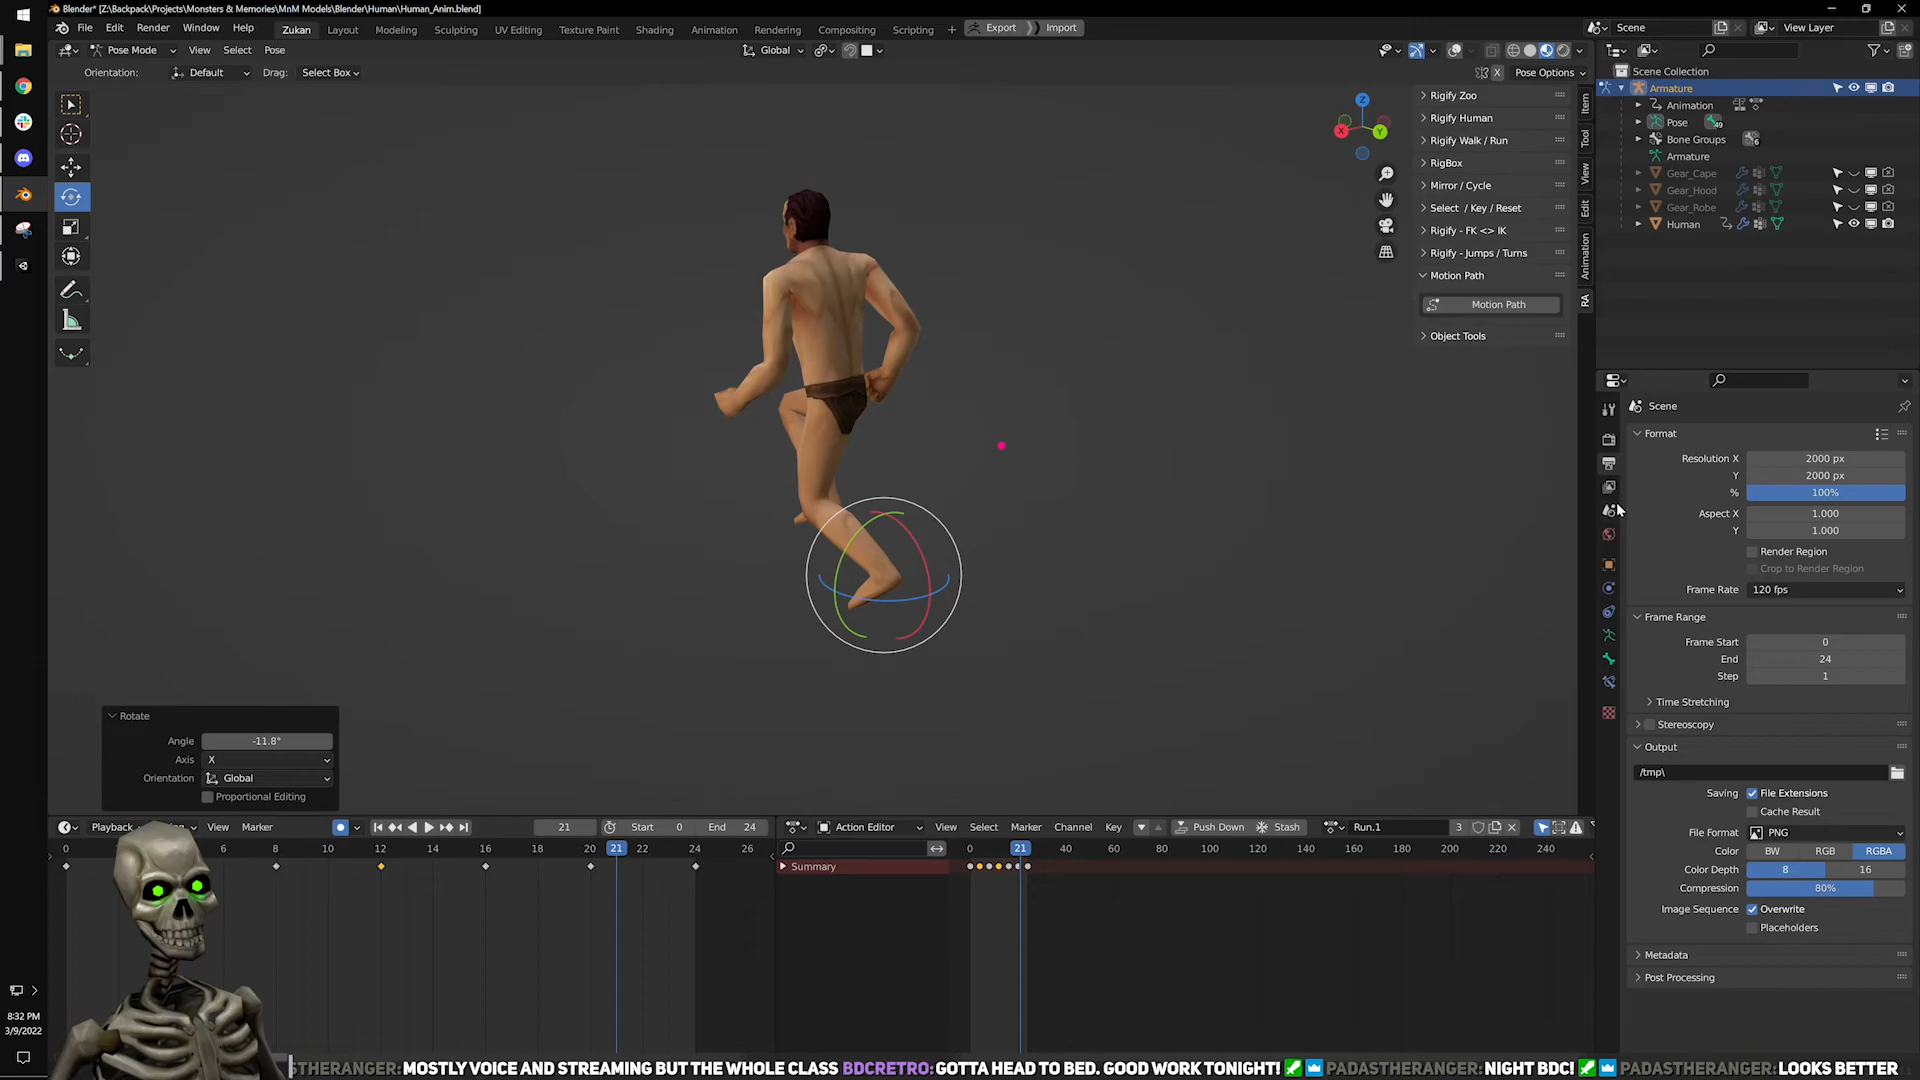 Blender* [Z:\Backpack\Projects\Monsters & Memories\MnM Models\Blender\Human\Human_Anim.blend]
File Edit Render Window Help
Zukan Layout Modeling Sculpting UV Editing Texture Paint Shading Animation Rendering Compositing Scripting + Export Import
Scene View Layer
Pose Mode View Select Pose Global
Orientation: Default Drag: Select Box X Pose Options
Scene Collection
Armature
Animation
Pose 49
Bone Groups 6
Armature
Gear_Cape
Gear_Hood
Gear_Robe
Human
Z
X
Y
Rigify Zoo
Rigify Human
Rigify Walk / Run
RigBox
Mirror / Cycle
Select / Key / Reset
Rigify - FK <> IK
Rigify - Jumps / Turns
Motion Path
Motion Path
Object Tools
Item
Tool
View
Edit
Animation
RA
Scene
Format
Resolution X 2000 px
Y 2000 px
% 100%
Aspect X 1.000
Y 1.000
Render Region
Crop to Render Region
Frame Rate 120 fps
Frame Range
Frame Start 0
End 24
Step 1
Time Stretching
Stereoscopy
Output
/tmp\
Saving File Extensions
Cache Result
File Format PNG
Color BW RGB RGBA
Color Depth 8 16
Compression 80%
Image Sequence Overwrite
Placeholders
Metadata
Post Processing
Rotate
Angle -11.8°
Axis X
Orientation Global
Proportional Editing
Playback View Marker 21 Start 0 End 24
0 6 8 10 12 14 16 18 20 21 22 24 26
Action Editor View Select Marker Channel Key Push Down Stash Run.1 3
0 21 40 60 80 100 120 140 160 180 200 220 240
Summary
8:32 PM
3/9/2022
STHERANGER: MOSTLY VOICE AND STREAMING BUT THE WHOLE CLASS BDCRETRO: GOTTA HEAD TO BED. GOOD WORK TONIGHT! PADASTHERANGER: NIGHT BDC! PADASTHERANGER: LOOKS BETTER